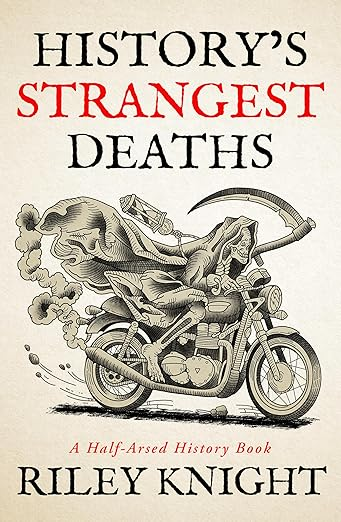 HISTORY'S
STRANGEST
DEATHS
A Half-Arsed History Book
RILEY KNIGHT